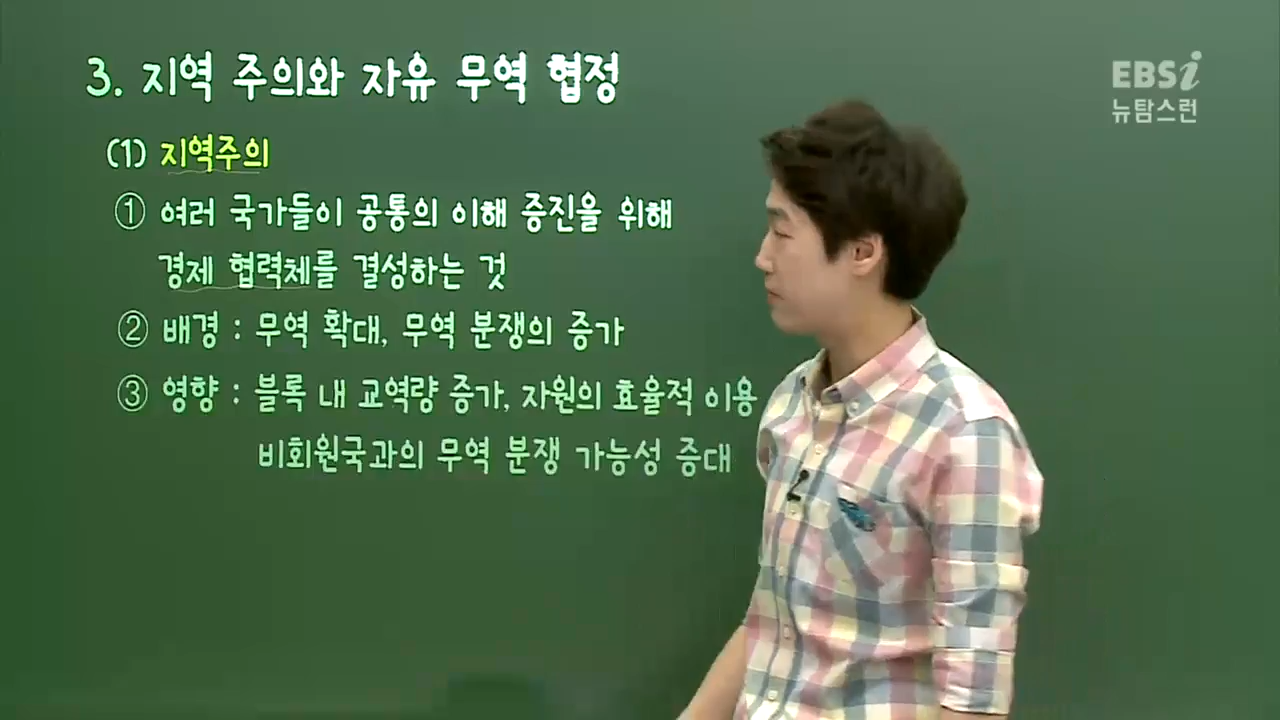 3. 지역 주의와 자유 무역 협정
EBSi
뉴탐스런
(1) 지역주의
① 여러 국가들이 공통의 이해 증진을 위해
경제 협력체를 결성하는 것
② 배경 : 무역 확대, 무역 분쟁의 증가
③ 영향 : 블록 내 교역량 증가, 자원의 효율적 이용
비회원국과의 무역 분쟁 가능성 증대